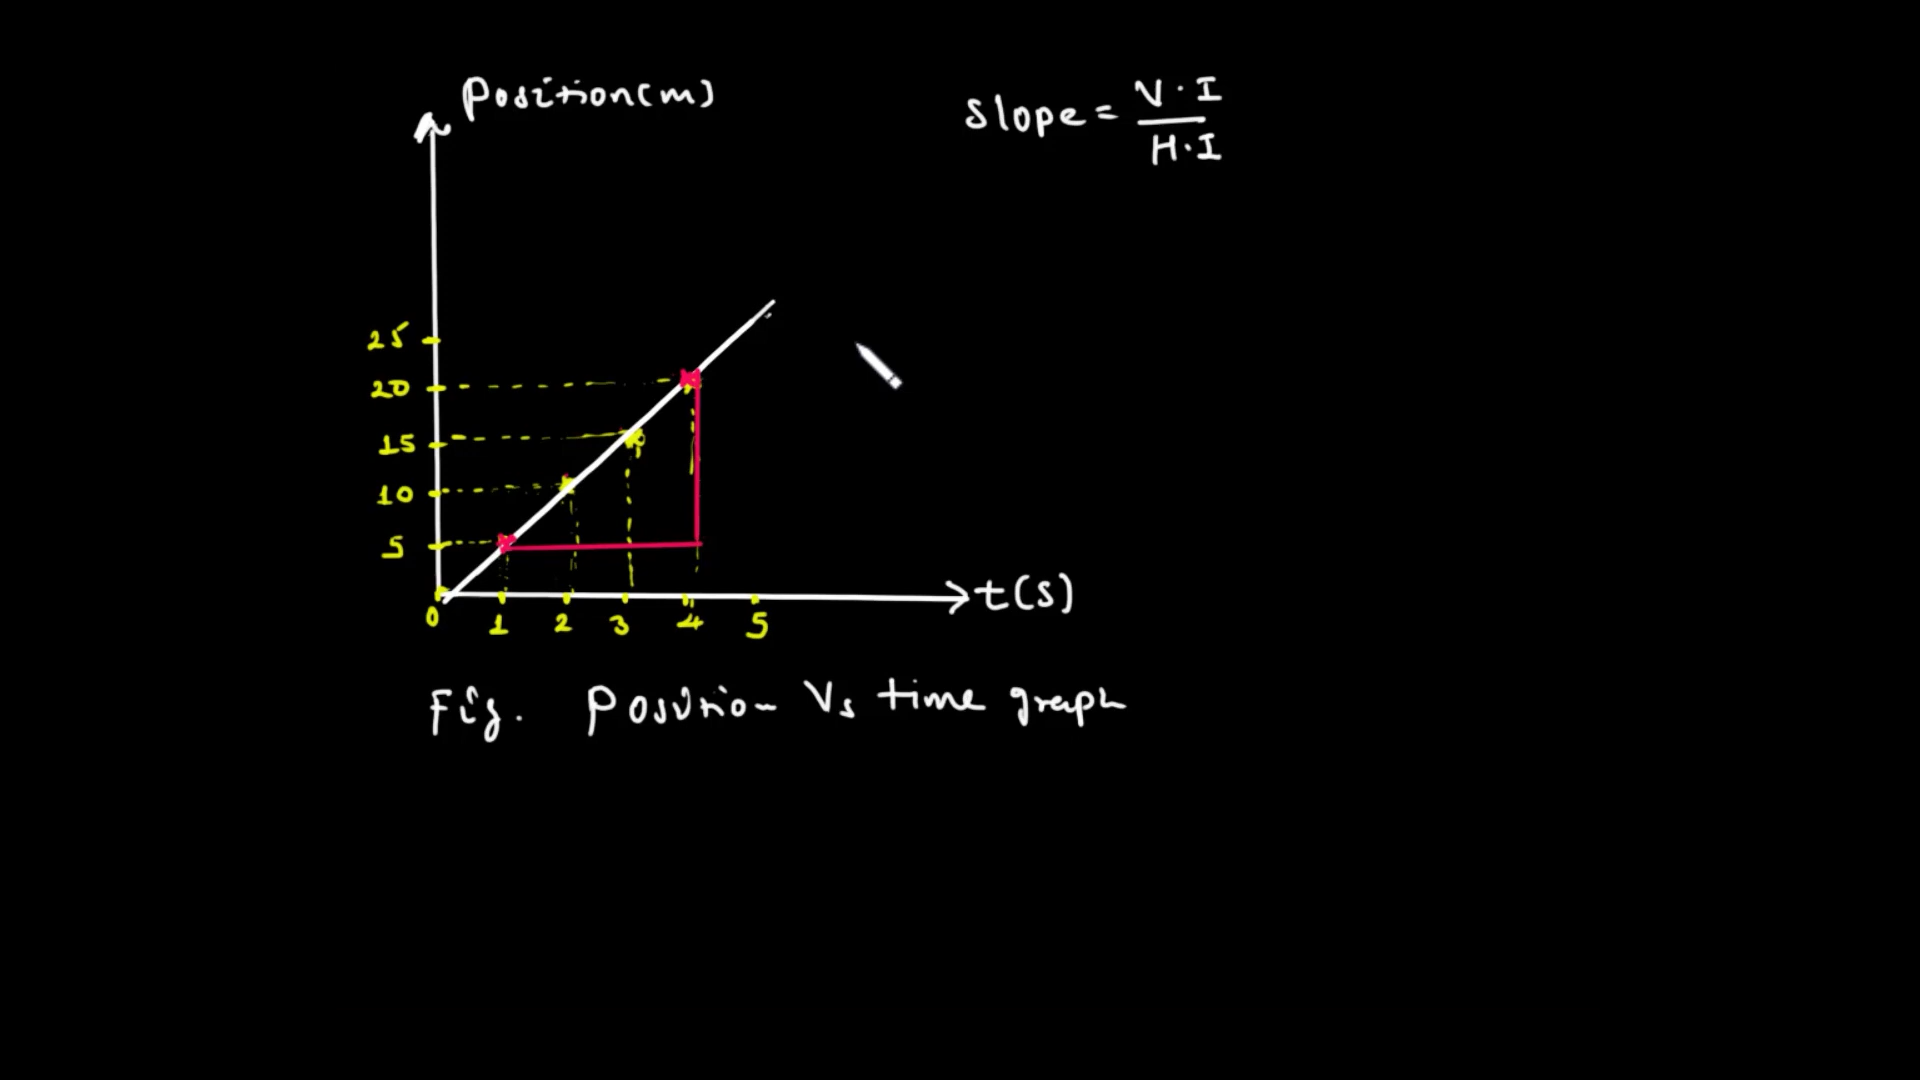 Position(m)
Slope = V.I
H.I
25
20
15
10
5
0 1 2 3 4 5
t(s)
Fig. Position Vs time graph